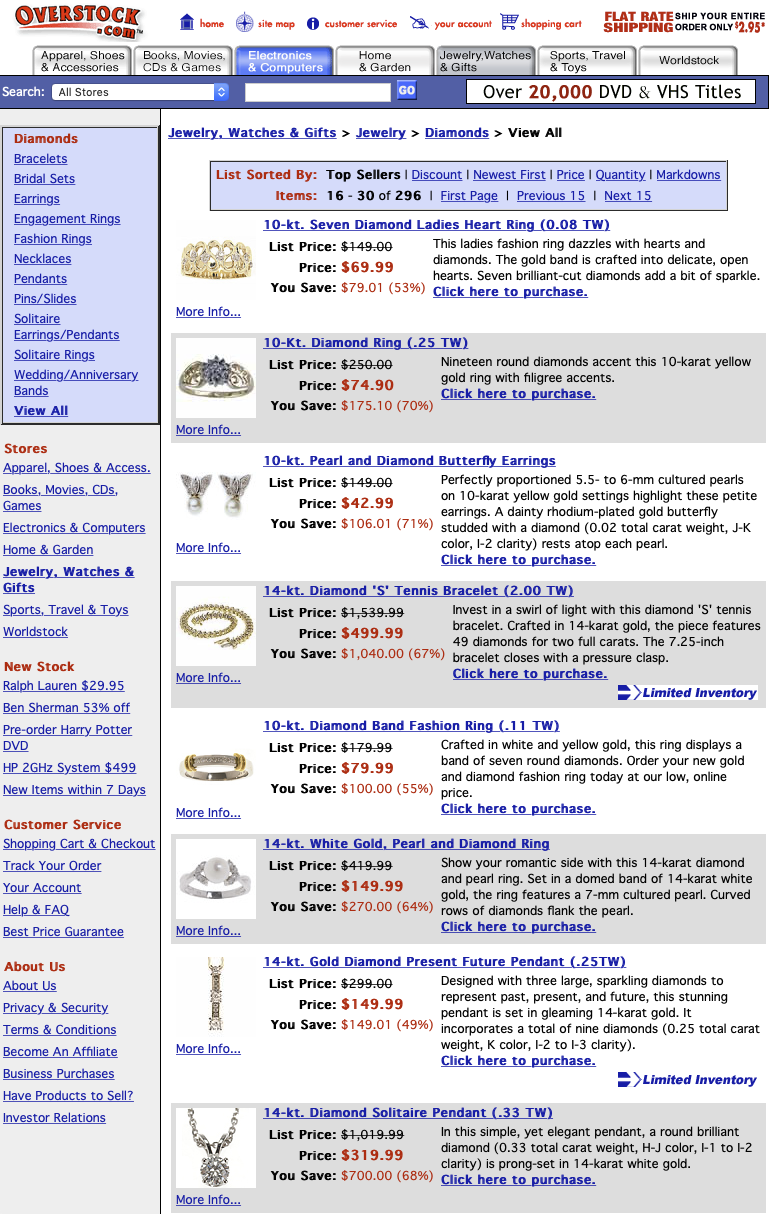 OVERSTOCK.com™
home
site map
customer service
your account
shopping cart
FLAT RATE SHIPPING
SHIP YOUR ENTIRE ORDER ONLY $2.95*
Apparel, Shoes & Accessories
Books, Movies, CDs & Games
Electronics & Computers
Home & Garden
Jewelry,Watches & Gifts
Sports, Travel & Toys
Worldstock
Search:
All Stores
GO
Over 20,000 DVD & VHS Titles
Diamonds
Bracelets
Bridal Sets
Earrings
Engagement Rings
Fashion Rings
Necklaces
Pendants
Pins/Slides
Solitaire
Earrings/Pendants
Solitaire Rings
Wedding/Anniversary
Bands
View All
Stores
Apparel, Shoes & Access.
Books, Movies, CDs,
Games
Electronics & Computers
Home & Garden
Jewelry, Watches &
Gifts
Sports, Travel & Toys
Worldstock
New Stock
Ralph Lauren $29.95
Ben Sherman 53% off
Pre-order Harry Potter
DVD
HP 2GHz System $499
New Items within 7 Days
Customer Service
Shopping Cart & Checkout
Track Your Order
Your Account
Help & FAQ
Best Price Guarantee
About Us
About Us
Privacy & Security
Terms & Conditions
Become An Affiliate
Business Purchases
Have Products to Sell?
Investor Relations
Jewelry, Watches & Gifts > Jewelry > Diamonds > View All
List Sorted By: Top Sellers | Discount | Newest First | Price | Quantity | Markdowns
Items: 16 - 30 of 296 | First Page | Previous 15 | Next 15
10-kt. Seven Diamond Ladies Heart Ring (0.08 TW)
List Price: $149.00
Price: $69.99
You Save: $79.01 (53%)
This ladies fashion ring dazzles with hearts and
diamonds. The gold band is crafted into delicate, open
hearts. Seven brilliant-cut diamonds add a bit of sparkle.
Click here to purchase.
More Info...
10-Kt. Diamond Ring (.25 TW)
List Price: $250.00
Price: $74.90
You Save: $175.10 (70%)
Nineteen round diamonds accent this 10-karat yellow
gold ring with filigree accents.
Click here to purchase.
More Info...
10-kt. Pearl and Diamond Butterfly Earrings
List Price: $149.00
Price: $42.99
You Save: $106.01 (71%)
Perfectly proportioned 5.5- to 6-mm cultured pearls
on 10-karat yellow gold settings highlight these petite
earrings. A dainty rhodium-plated gold butterfly
studded with a diamond (0.02 total carat weight, J-K
color, I-2 clarity) rests atop each pearl.
Click here to purchase.
More Info...
14-kt. Diamond 'S' Tennis Bracelet (2.00 TW)
List Price: $1,539.99
Price: $499.99
You Save: $1,040.00 (67%)
Invest in a swirl of light with this diamond 'S' tennis
bracelet. Crafted in 14-karat gold, the piece features
49 diamonds for two full carats. The 7.25-inch
bracelet closes with a pressure clasp.
Click here to purchase.
More Info...
Limited Inventory
10-kt. Diamond Band Fashion Ring (.11 TW)
List Price: $179.99
Price: $79.99
You Save: $100.00 (55%)
Crafted in white and yellow gold, this ring displays a
band of seven round diamonds. Order your new gold
and diamond fashion ring today at our low, online
price.
Click here to purchase.
More Info...
14-kt. White Gold, Pearl and Diamond Ring
List Price: $419.99
Price: $149.99
You Save: $270.00 (64%)
Show your romantic side with this 14-karat diamond
and pearl ring. Set in a domed band of 14-karat white
gold, the ring features a 7-mm cultured pearl. Curved
rows of diamonds flank the pearl.
Click here to purchase.
More Info...
14-kt. Gold Diamond Present Future Pendant (.25TW)
List Price: $299.00
Price: $149.99
You Save: $149.01 (49%)
Designed with three large, sparkling diamonds to
represent past, present, and future, this stunning
pendant is set in gleaming 14-karat gold. It
incorporates a total of nine diamonds (0.25 total carat
weight, K color, I-2 to I-3 clarity).
Click here to purchase.
More Info...
Limited Inventory
14-kt. Diamond Solitaire Pendant (.33 TW)
List Price: $1,019.99
Price: $319.99
You Save: $700.00 (68%)
In this simple, yet elegant pendant, a round brilliant
diamond (0.33 total carat weight, H-J color, I-1 to I-2
clarity) is prong-set in 14-karat white gold.
Click here to purchase.
More Info...